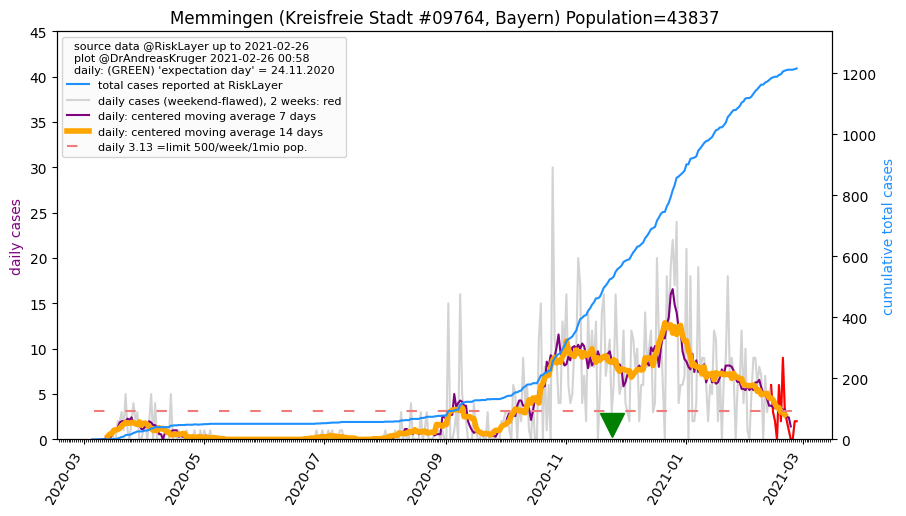 Memmingen (Kreisfreie Stadt #09764, Bayern) Population=43837
source data @RiskLayer up to 2021-02-26
plot @DrAndreasKruger 2021-02-26 00:58
daily: (GREEN) 'expectation day' = 24.11.2020
total cases reported at RiskLayer
daily cases (weekend-flawed), 2 weeks: red
daily: centered moving average 7 days
daily: centered moving average 14 days
daily 3.13 =limit 500/week/1mio pop.
daily cases
45
40
35
30
25
20
15
10
5
0
cumulative total cases
1200
1000
800
600
400
200
0
2020-03
2020-05
2020-07
2020-09
2020-11
2021-01
2021-03